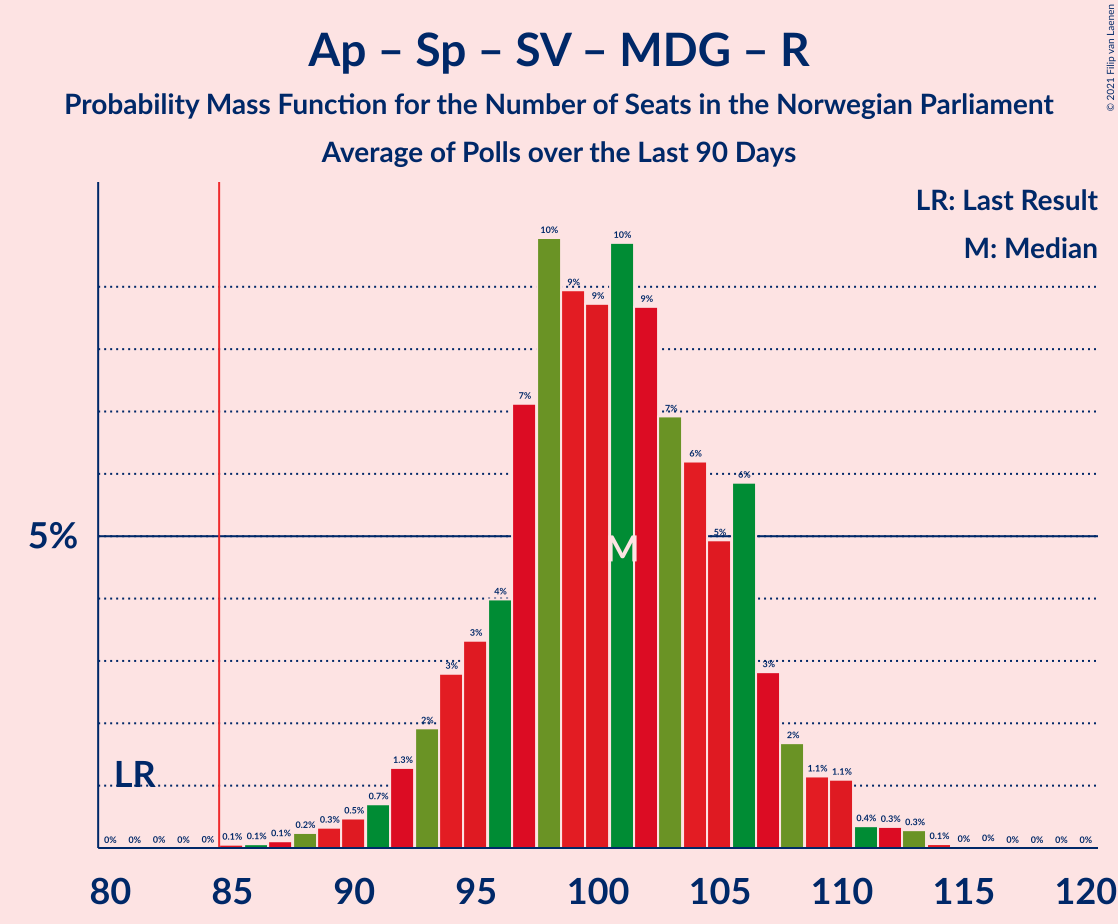 Ap – Sp – SV – MDG – R
Probability Mass Function for the Number of Seats in the Norwegian Parliament
Average of Polls over the Last 90 Days
© 2021 Filip van Laenen
LR: Last Result
M: Median
5%
LR
M
0% 0% 0% 0% 0% 0.1% 0.1% 0.1% 0.2% 0.3% 0.5% 0.7% 1.3% 2% 3% 3% 4% 7% 10% 9% 9% 10% 9% 7% 6% 5% 6% 3% 2% 1.1% 1.1% 0.4% 0.3% 0.3% 0.1% 0% 0% 0% 0% 0% 0%
80 85 90 95 100 105 110 115 120